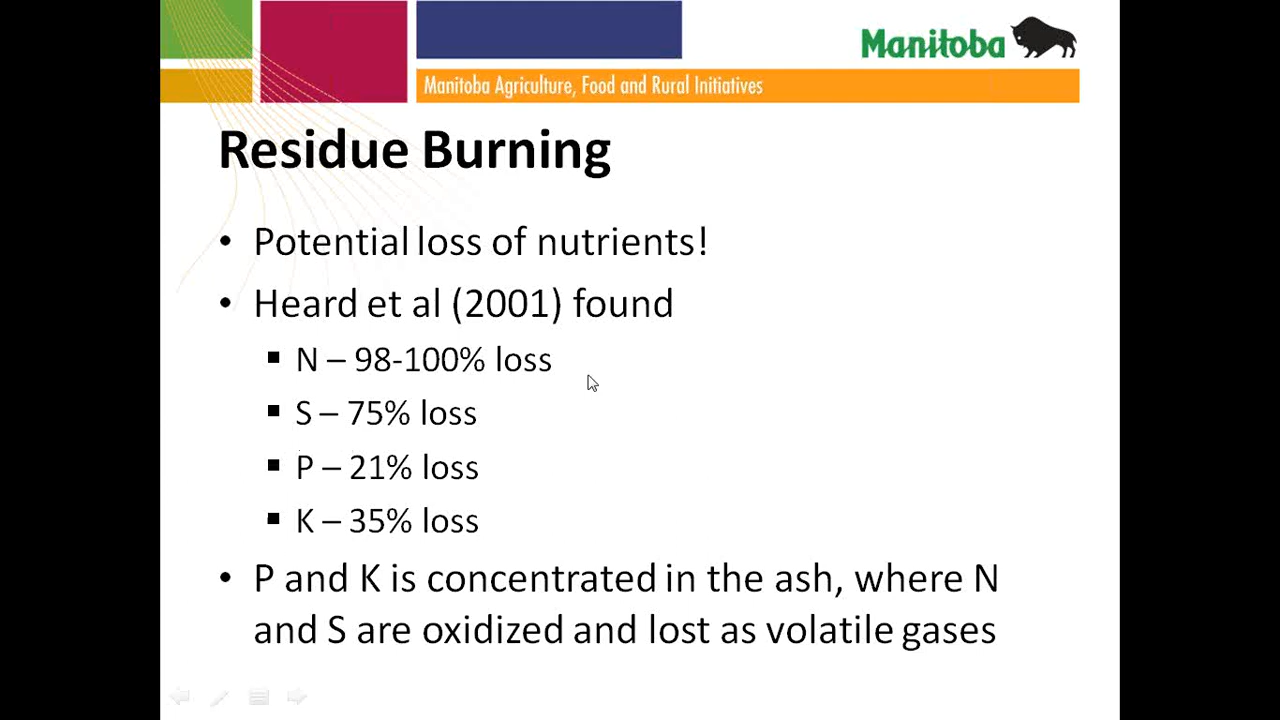 Manitoba
Manitoba Agriculture, Food and Rural Initiatives
Residue Burning
• Potential loss of nutrients!
• Heard et al (2001) found
▪ N – 98-100% loss
▪ S – 75% loss
▪ P – 21% loss
▪ K – 35% loss
• P and K is concentrated in the ash, where N
and S are oxidized and lost as volatile gases